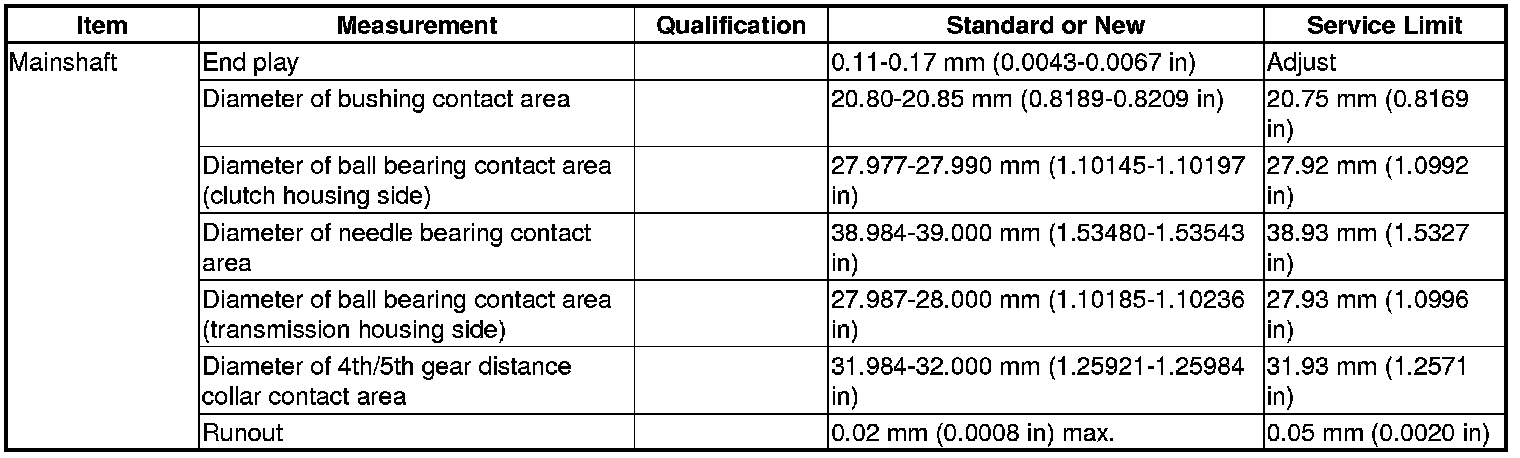 Item Measurement Qualification Standard or New Service Limit
Mainshaft End play 0.11-0.17 mm (0.0043-0.0067 in) Adjust
Diameter of bushing contact area 20.80-20.85 mm (0.8189-0.8209 in) 20.75 mm (0.8169
in)
Diameter of ball bearing contact area 27.977-27.990 mm (1.10145-1.10197 27.92 mm (1.0992
(clutch housing side) in) in)
Diameter of needle bearing contact 38.984-39.000 mm (1.53480-1.53543 38.93 mm (1.5327
area in) in)
Diameter of ball bearing contact area 27.987-28.000 mm (1.10185-1.10236 27.93 mm (1.0996
(transmission housing side) in) in)
Diameter of 4th/5th gear distance 31.984-32.000 mm (1.25921-1.25984 31.93 mm (1.2571
collar contact area in) in)
Runout 0.02 mm (0.0008 in) max. 0.05 mm (0.0020 in)